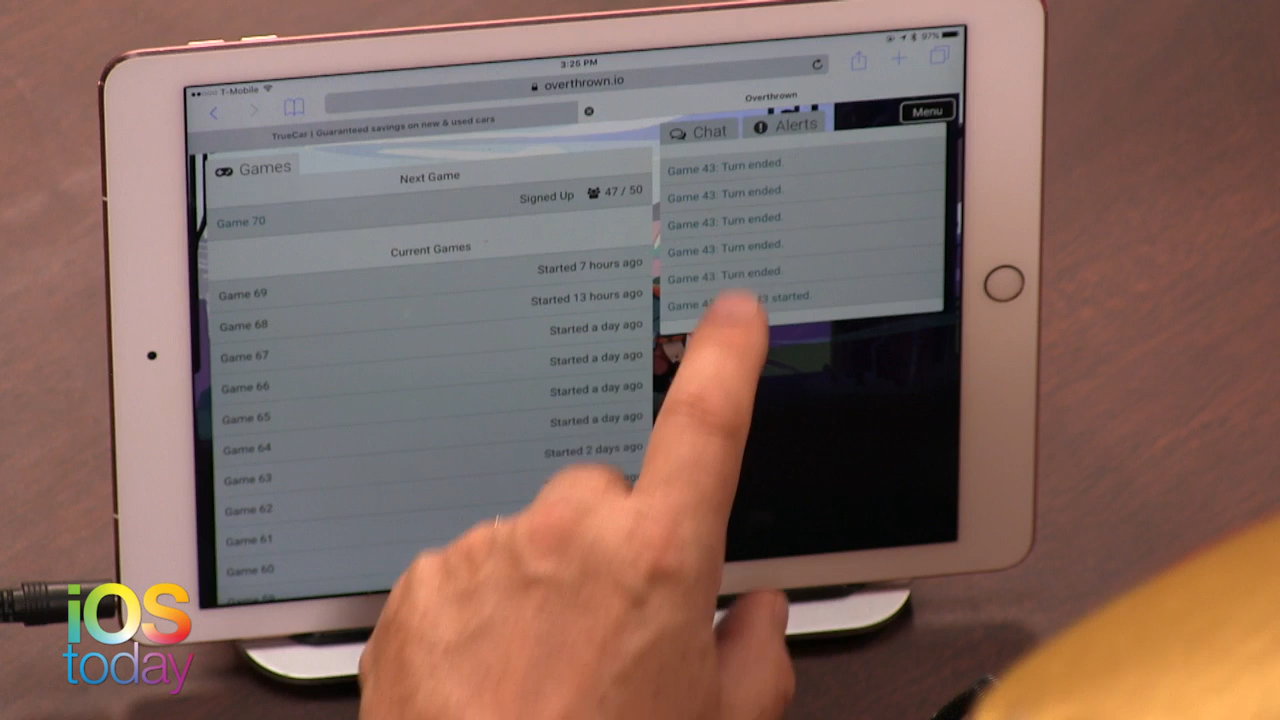 T-Mobile
3:25 PM
97%
overthrown.io
TrueCar | Guaranteed savings on new & used cars
Overthrown
Menu
Games
Next Game
Game 70
Signed Up
47 / 50
Current Games
Game 69
Started 7 hours ago
Game 68
Started 13 hours ago
Game 67
Started a day ago
Game 66
Started a day ago
Game 65
Started a day ago
Game 64
Started a day ago
Game 63
Started 2 days ago
Game 62
Game 61
Game 60
Chat
Alerts
Game 43: Turn ended.
Game 43: Turn ended.
Game 43: Turn ended.
Game 43: Turn ended.
Game 43: Turn ended.
Game started.
iOS
today